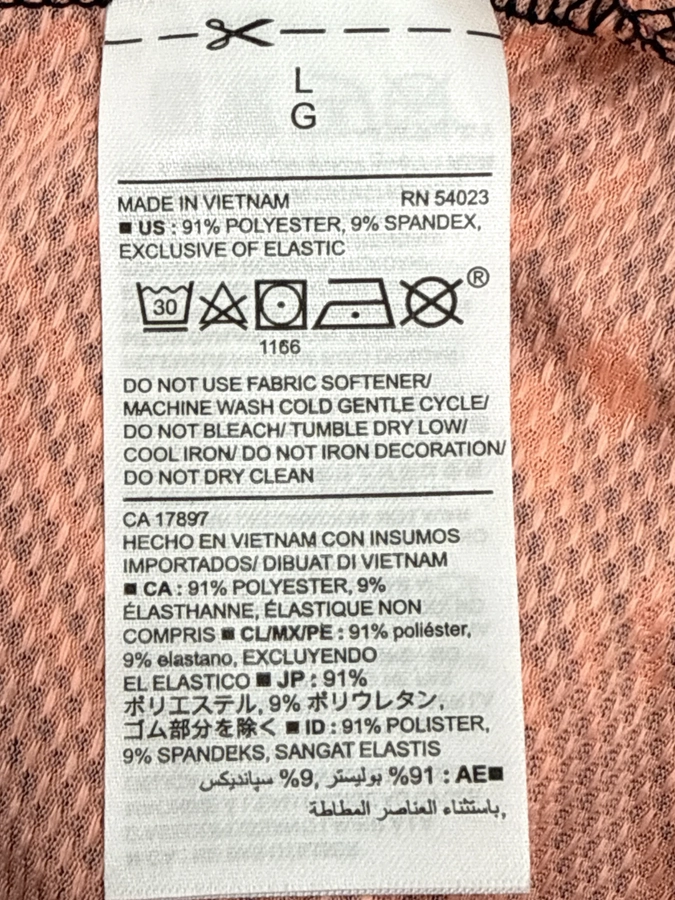 L
G
MADE IN VIETNAM RN 54023
■ US : 91% POLYESTER, 9% SPANDEX,
EXCLUSIVE OF ELASTIC
30
®
1166
DO NOT USE FABRIC SOFTENER/
MACHINE WASH COLD GENTLE CYCLE/
DO NOT BLEACH/ TUMBLE DRY LOW/
COOL IRON/ DO NOT IRON DECORATION/
DO NOT DRY CLEAN
CA 17897
HECHO EN VIETNAM CON INSUMOS
IMPORTADOS/ DIBUAT DI VIETNAM
■ CA : 91% POLYESTER, 9%
ÉLASTHANNE, ÉLASTIQUE NON
COMPRIS ■ CL/MX/PE : 91% poliéster,
9% elastano, EXCLUYENDO
EL ELASTICO ■ JP : 91%
ポリエステル, 9% ポリウレタン,
ゴム部分を除く ■ ID : 91% POLISTER,
9% SPANDEKS, SANGAT ELASTIS
■AE : 91% بوليستر ,9% سپانديكس
,باستثناء العناصر المطاطة